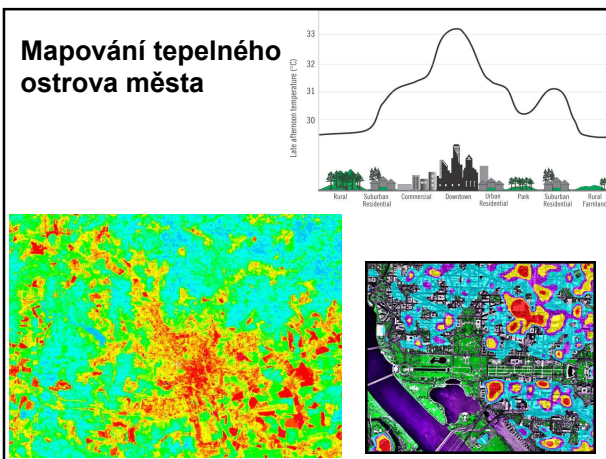 Mapování tepelného
ostrova města
Late afternoon temperature (°C)
33
32
31
30
Rural
Suburban
Residential
Commercial
Downtown
Urban
Residential
Park
Suburban
Residential
Rural
Farmland